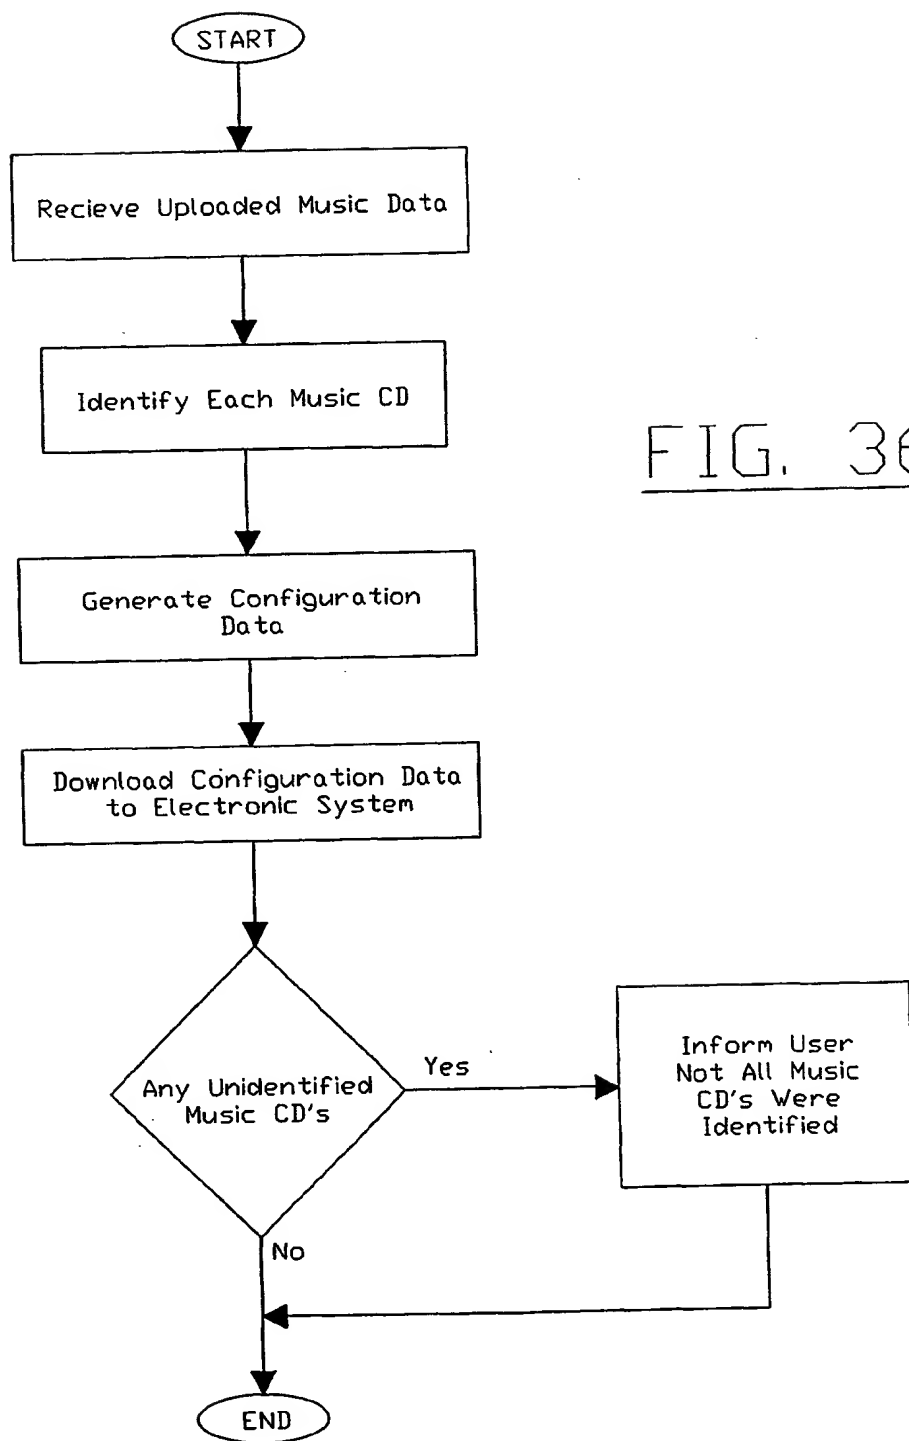 START
Recieve Uploaded Music Data
Identify Each Music CD
FIG. 36
Generate Configuration
Data
Download Configuration Data
to Electronic System
Any Unidentified
Music CD's
Yes
Inform User
Not All Music
CD's Were
Identified
No
END